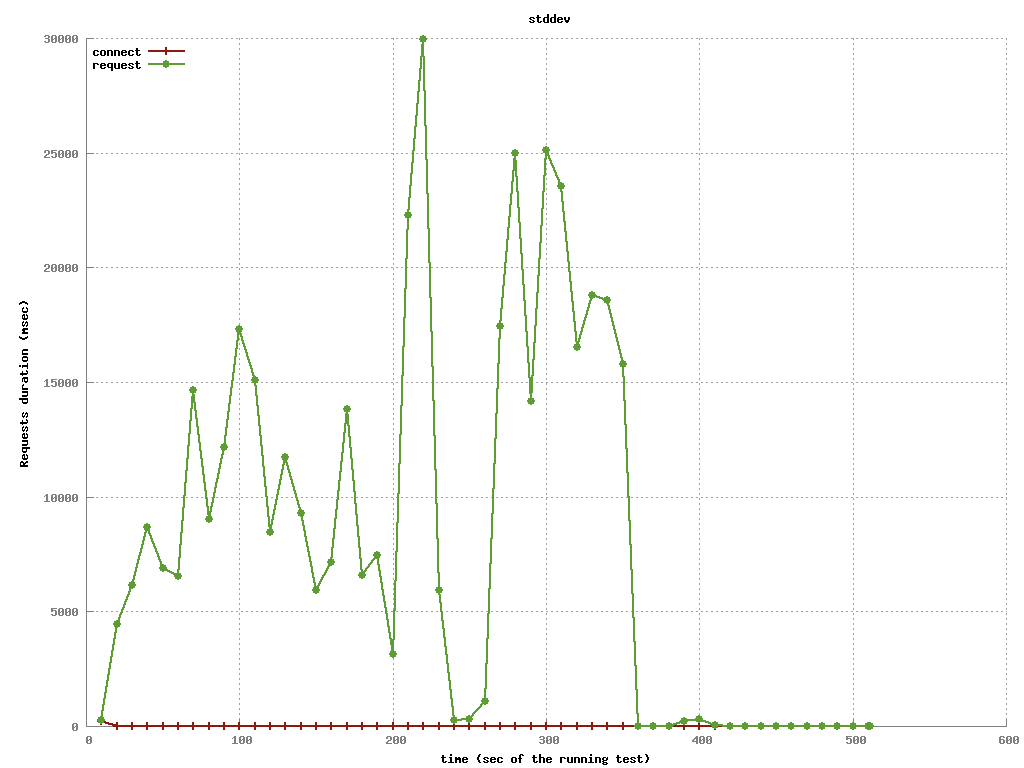 stddev
connect
request
30000
25000
20000
15000
10000
5000
0
Requests duration (msec)
0 100 200 300 400 500 600
time (sec of the running test)